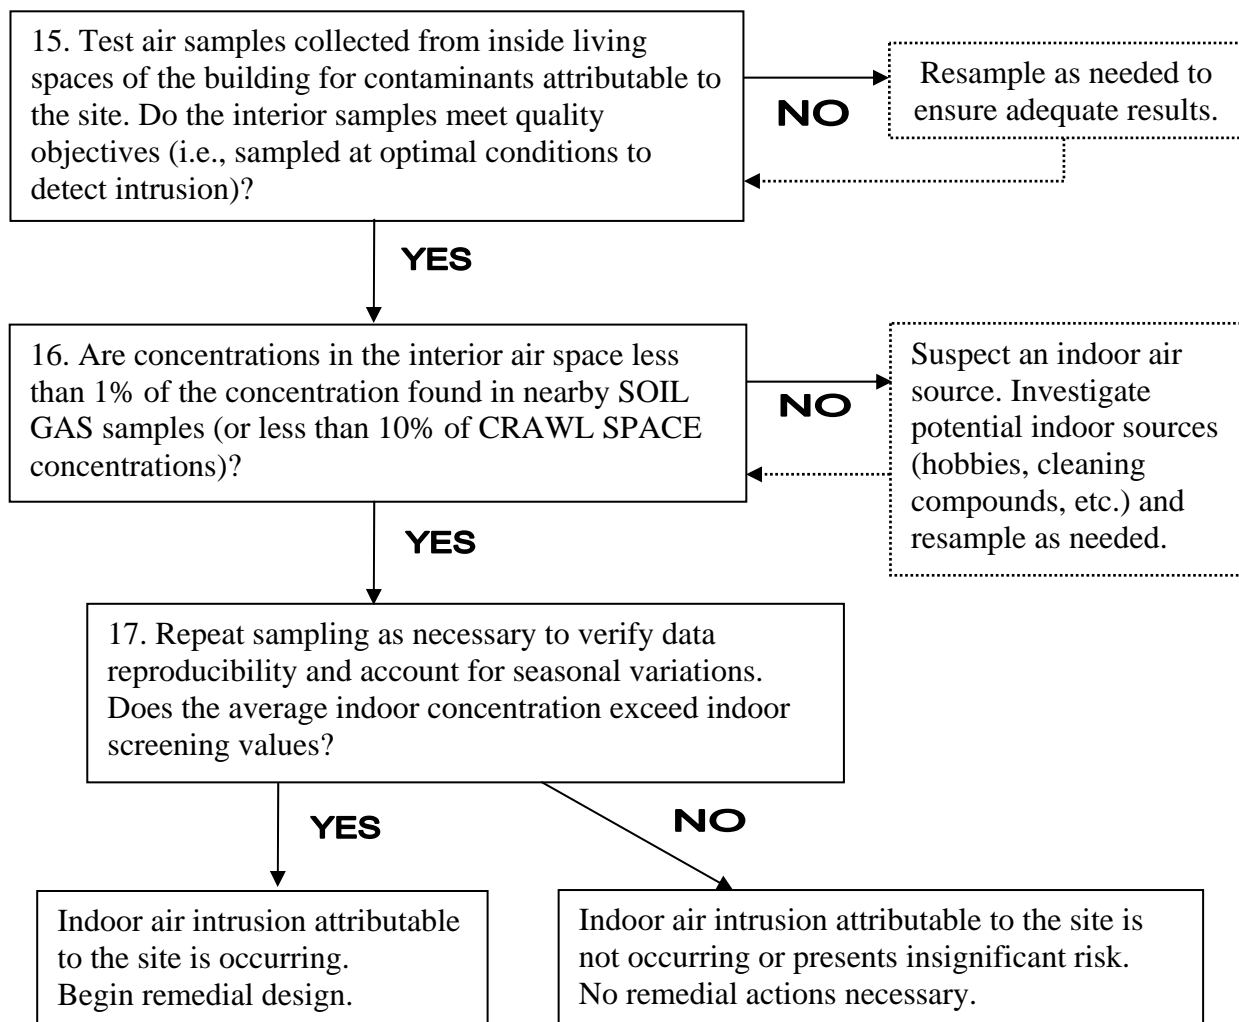 15. Test air samples collected from inside living
spaces of the building for contaminants attributable to
the site. Do the interior samples meet quality
objectives (i.e., sampled at optimal conditions to
detect intrusion)?
NO
Resample as needed to
ensure adequate results.
YES
16. Are concentrations in the interior air space less
than 1% of the concentration found in nearby SOIL
GAS samples (or less than 10% of CRAWL SPACE
concentrations)?
NO
Suspect an indoor air
source. Investigate
potential indoor sources
(hobbies, cleaning
compounds, etc.) and
resample as needed.
YES
17. Repeat sampling as necessary to verify data
reproducibility and account for seasonal variations.
Does the average indoor concentration exceed indoor
screening values?
YES
NO
Indoor air intrusion attributable
to the site is occurring.
Begin remedial design.
Indoor air intrusion attributable to the site is
not occurring or presents insignificant risk.
No remedial actions necessary.